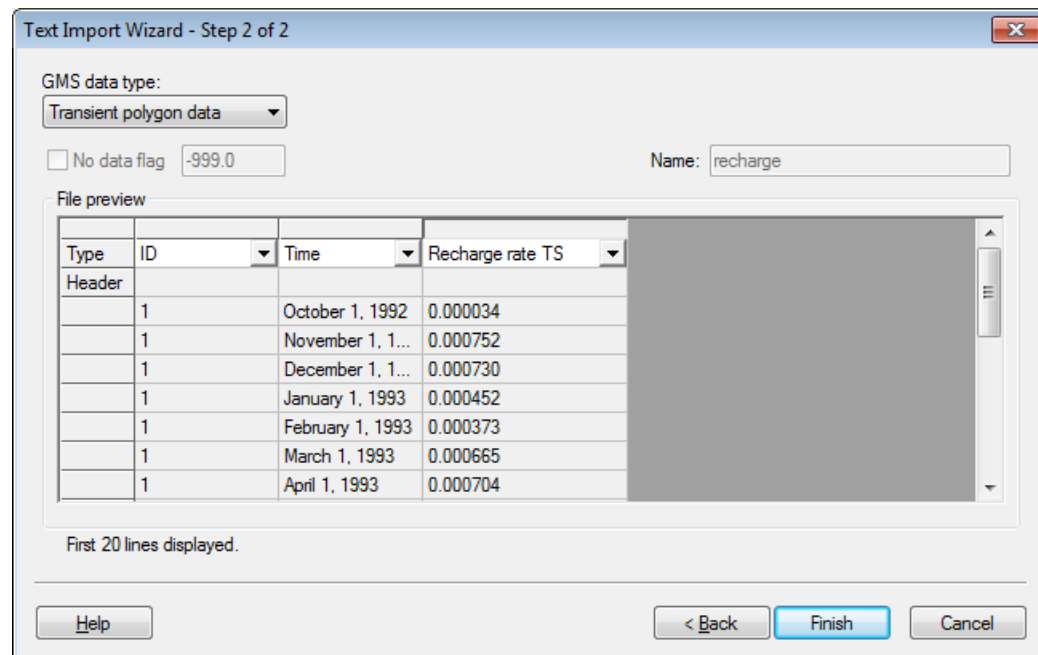 Text Import Wizard - Step 2 of 2
GMS data type:
Transient polygon data
No data flag -999.0 Name: recharge
File preview
Type ID Time Recharge rate TS
Header
1 October 1, 1992 0.000034
1 November 1, 1... 0.000752
1 December 1, 1... 0.000730
1 January 1, 1993 0.000452
1 February 1, 1993 0.000373
1 March 1, 1993 0.000665
1 April 1, 1993 0.000704
First 20 lines displayed.
Help < Back Finish Cancel